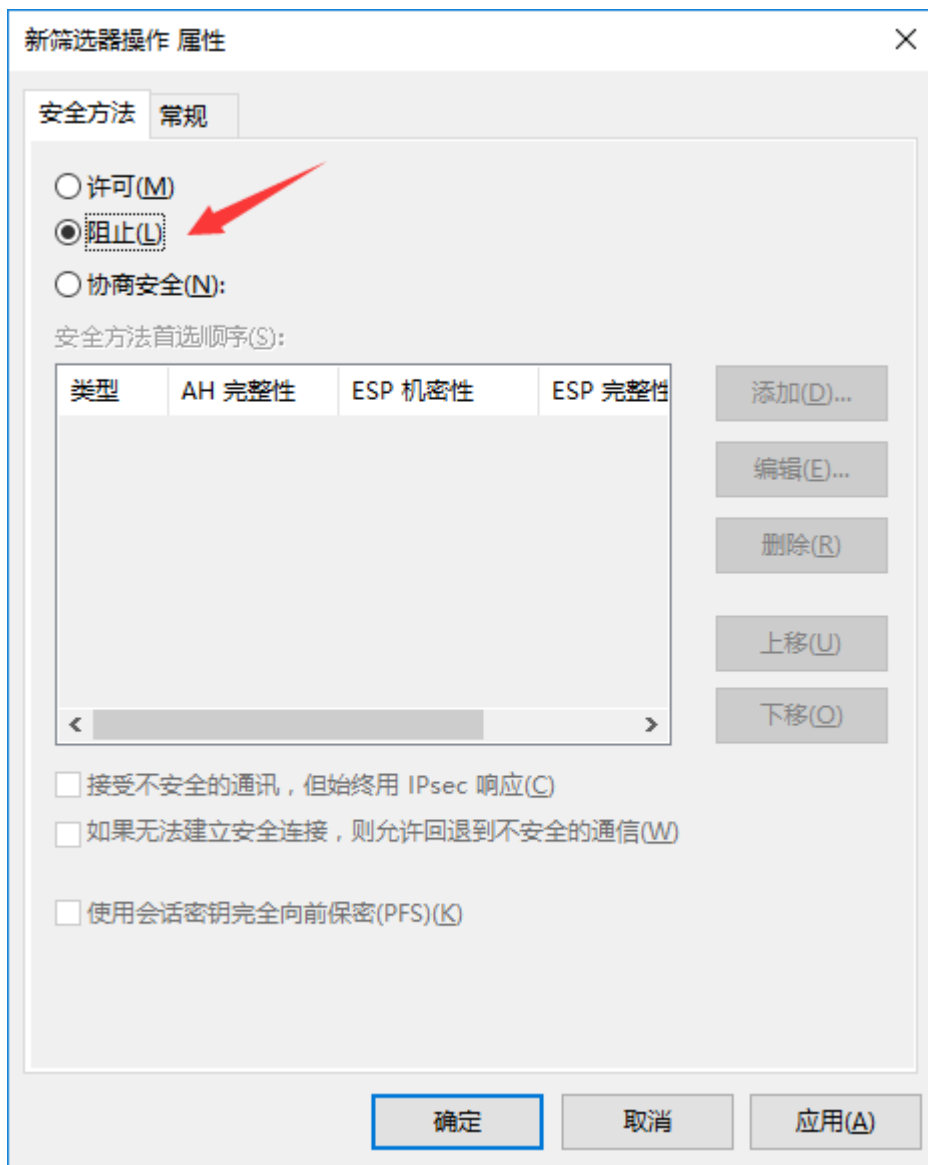 新筛选器操作 属性
安全方法 常规
许可(M)
阻止(L)
协商安全(N):
安全方法首选顺序(S):
类型 AH 完整性 ESP 机密性 ESP 完整性
添加(D)...
编辑(E)...
删除(R)
上移(U)
下移(O)
接受不安全的通讯，但始终用 IPsec 响应(C)
如果无法建立安全连接，则允许回退到不安全的通信(W)
使用会话密钥完全向前保密(PFS)(K)
确定 取消 应用(A)